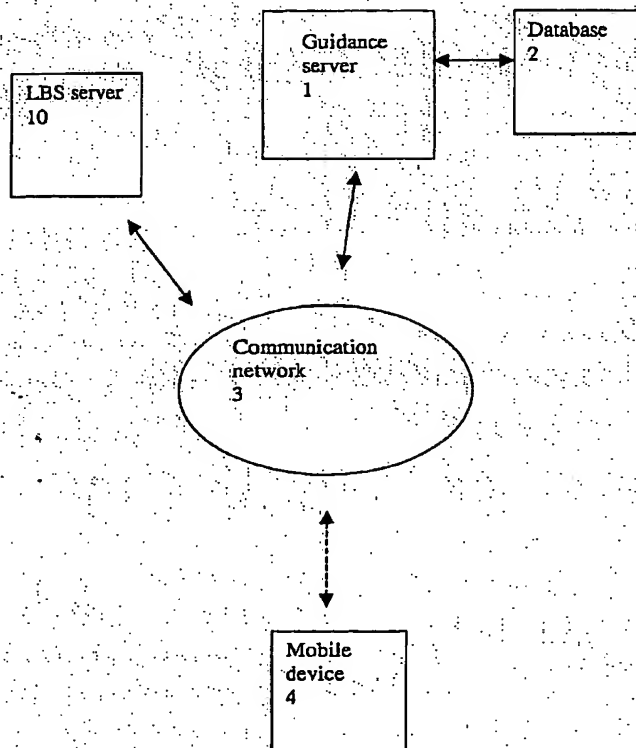 Guidance
server
1
Database
2
LBS server
10
Communication
network
3
Mobile
device
4